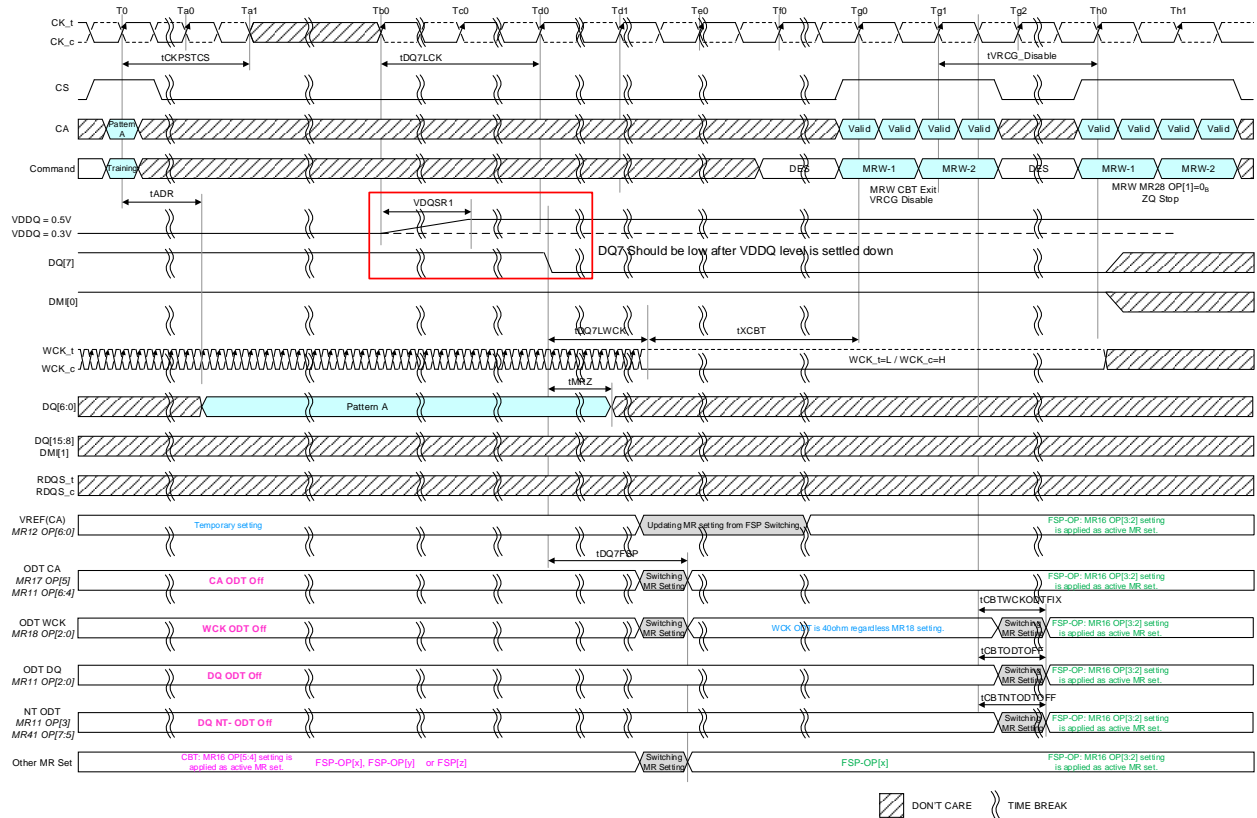 T0 Ta0 Ta1 Tb0 Tc0 Td0 Td1 Te0 Tf0 Tg0 Tg1 Tg2 Th0 Th1
CK_t
CK_c
tCKPSTCS tDQ7LCK tVRCG_Disable
CS
CA Pattern A Valid Valid Valid Valid Valid Valid Valid Valid
Command Training DES MRW-1 MRW-2 DES MRW-1 MRW-2
MRW CBT Exit
VRCG Disable
MRW MR28 OP[1]=0B
ZQ Stop
tADR
VDQSR1
VDDQ = 0.5V
VDDQ = 0.3V
DQ7 Should be low after VDDQ level is settled down
DQ[7]
DMI[0]
tDQ7LWCK tXCBT
WCK_t
WCK_c
WCK_t=L / WCK_c=H
tMRZ
DQ[6:0] Pattern A
DQ[15:8]
DMI[1]
RDQS_t
RDQS_c
VREF(CA)
MR12 OP[6:0]
Temporary setting
Updating MR setting from FSP Switching
FSP-OP: MR16 OP[3:2] setting
is applied as active MR set.
tDQ7FSP
ODT CA
MR17 OP[5]
MR11 OP[6:4]
CA ODT Off
Switching
MR Setting
FSP-OP: MR16 OP[3:2] setting
is applied as active MR set.
tCBTWCKODTFIX
ODT WCK
MR18 OP[2:0]
WCK ODT Off
Switching
MR Setting
WCK ODT is 40ohm regardless MR18 setting.
Switching
MR Setting
FSP-OP: MR16 OP[3:2] setting
is applied as active MR set.
tCBTODTOFF
ODT DQ
MR11 OP[2:0]
DQ ODT Off
Switching
MR Setting
FSP-OP: MR16 OP[3:2] setting
is applied as active MR set.
tCBTNTODTOFF
NT ODT
MR11 OP[3]
MR41 OP[7:5]
DQ NT- ODT Off
Switching
MR Setting
FSP-OP: MR16 OP[3:2] setting
is applied as active MR set.
Other MR Set
CBT: MR16 OP[5:4] setting is
applied as active MR set.
FSP-OP[x], FSP-OP[y] or FSP[z]
Switching
MR Setting
FSP-OP[x]
FSP-OP: MR16 OP[3:2] setting
is applied as active MR set.
DON'T CARE TIME BREAK